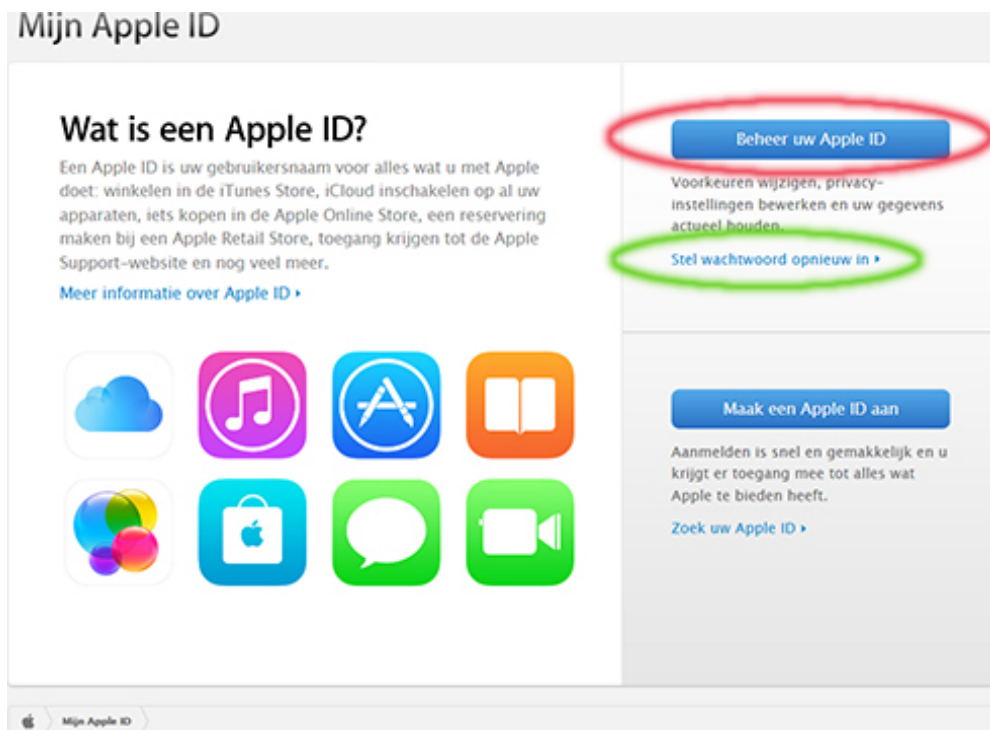 Mijn Apple ID
Wat is een Apple ID?
Een Apple ID is uw gebruikersnaam voor alles wat u met Apple
doet: winkelen in de iTunes Store, iCloud inschakelen op al uw
apparaten, iets kopen in de Apple Online Store, een reservering
maken bij een Apple Retail Store, toegang krijgen tot de Apple
Support-website en nog veel meer.
Meer informatie over Apple ID
Beheer uw Apple ID
Voorkeuren wijzigen, privacy-
instellingen bewerken en uw gegevens
actueel houden.
Stel wachtwoord opnieuw in
Maak een Apple ID aan
Aanmelden is snel en gemakkelijk en u
krijgt er toegang mee tot alles wat
Apple te bieden heeft.
Zoek uw Apple ID
Mijn Apple ID